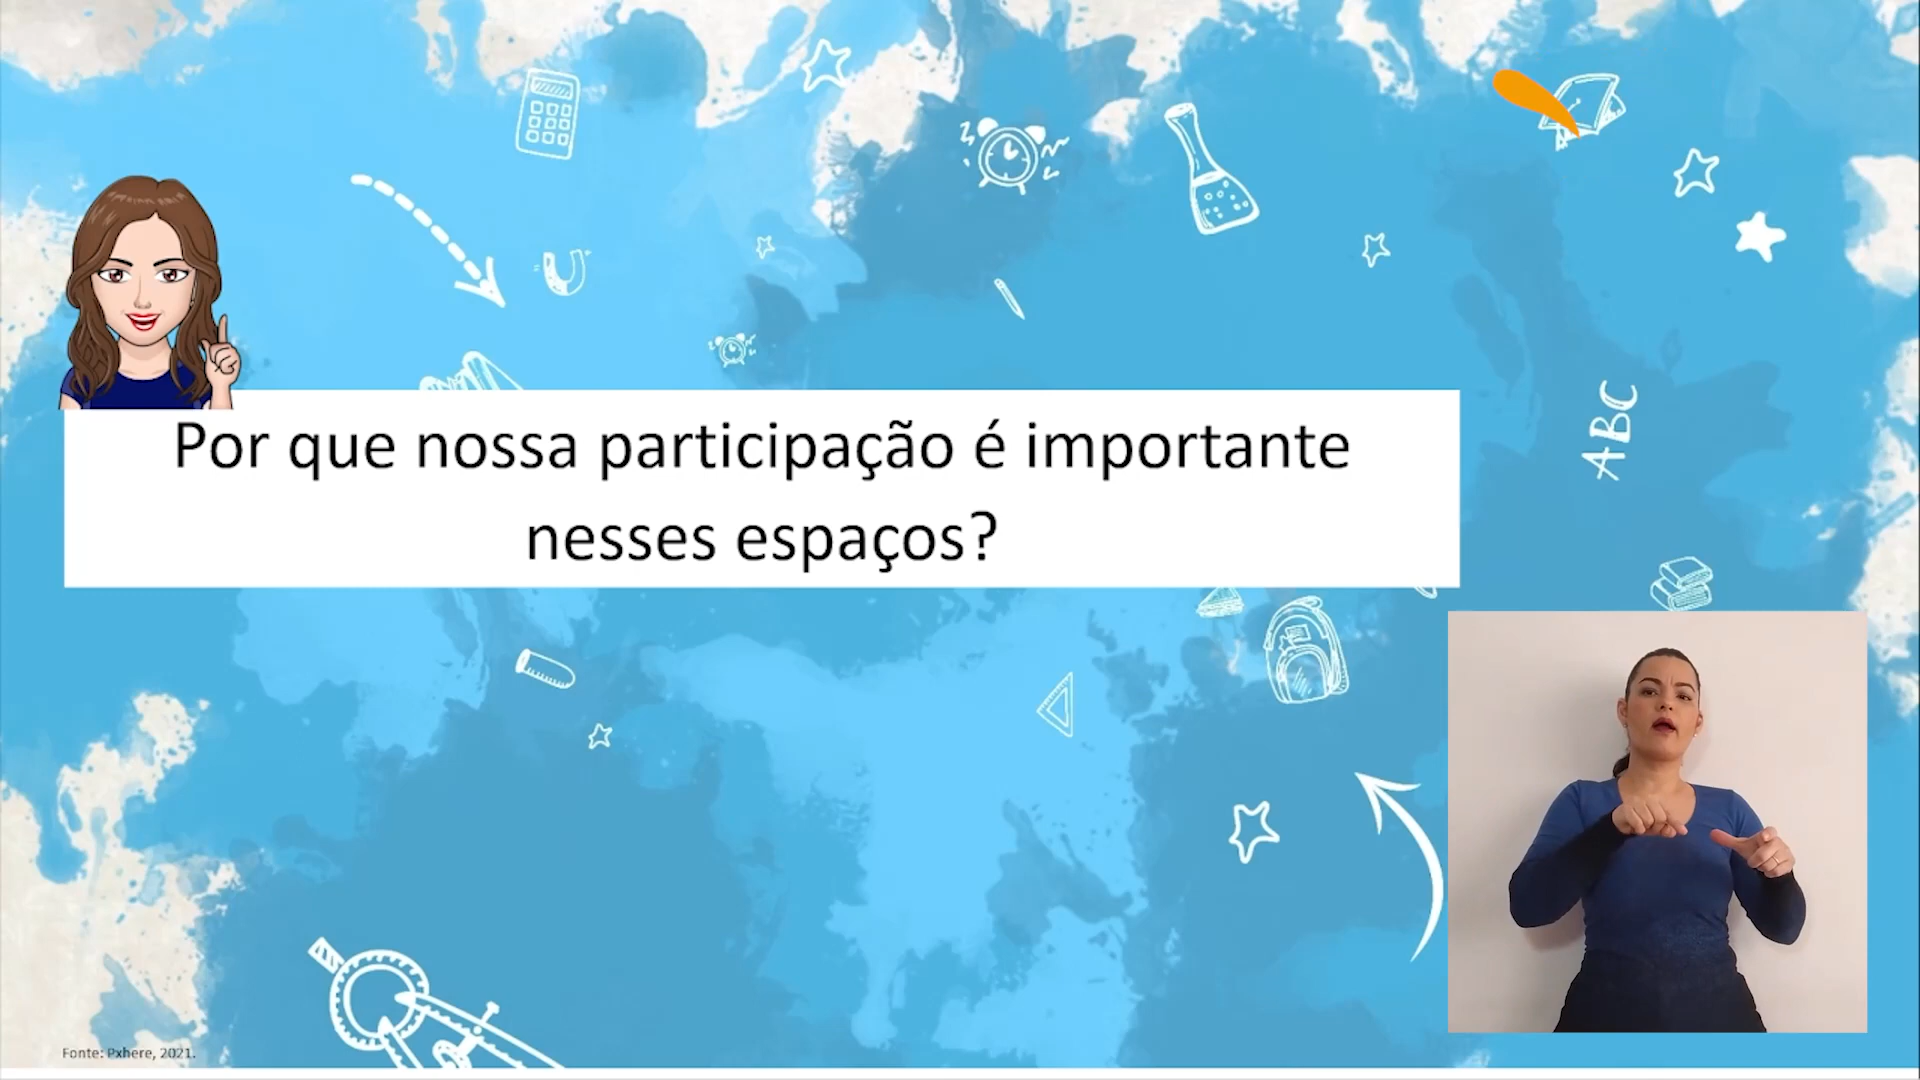 Por que nossa participação é importante
nesses espaços?
ABC
Fonte: Pxhere, 2021.